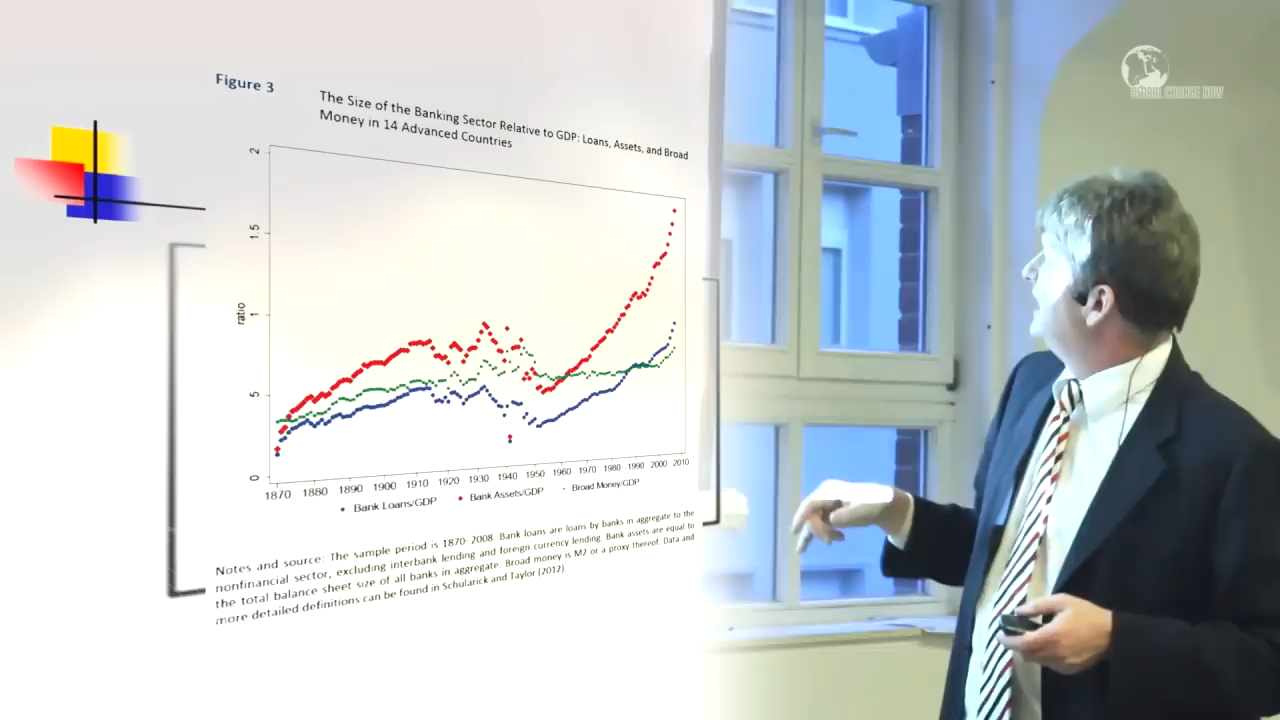 Figure 3
The Size of the Banking Sector Relative to GDP: Loans, Assets, and Broad
Money in 14 Advanced Countries
GLOBAL CHANGE NOW
2
1.5
1
.5
0
ratio
1870 1880 1890 1900 1910 1920 1930 1940 1950 1960 1970 1980 1990 2000 2010
Bank Loans/GDP Bank Assets/GDP Broad Money/GDP
Notes and source: The sample period is 1870-2008. Bank loans are loans by banks in aggregate to the
nonfinancial sector, excluding interbank lending and foreign currency lending. Bank assets are equal to
the total balance sheet size of all banks in aggregate. Broad money is M2 or a proxy thereof. Data and
more detailed definitions can be found in Schularick and Taylor (2012)